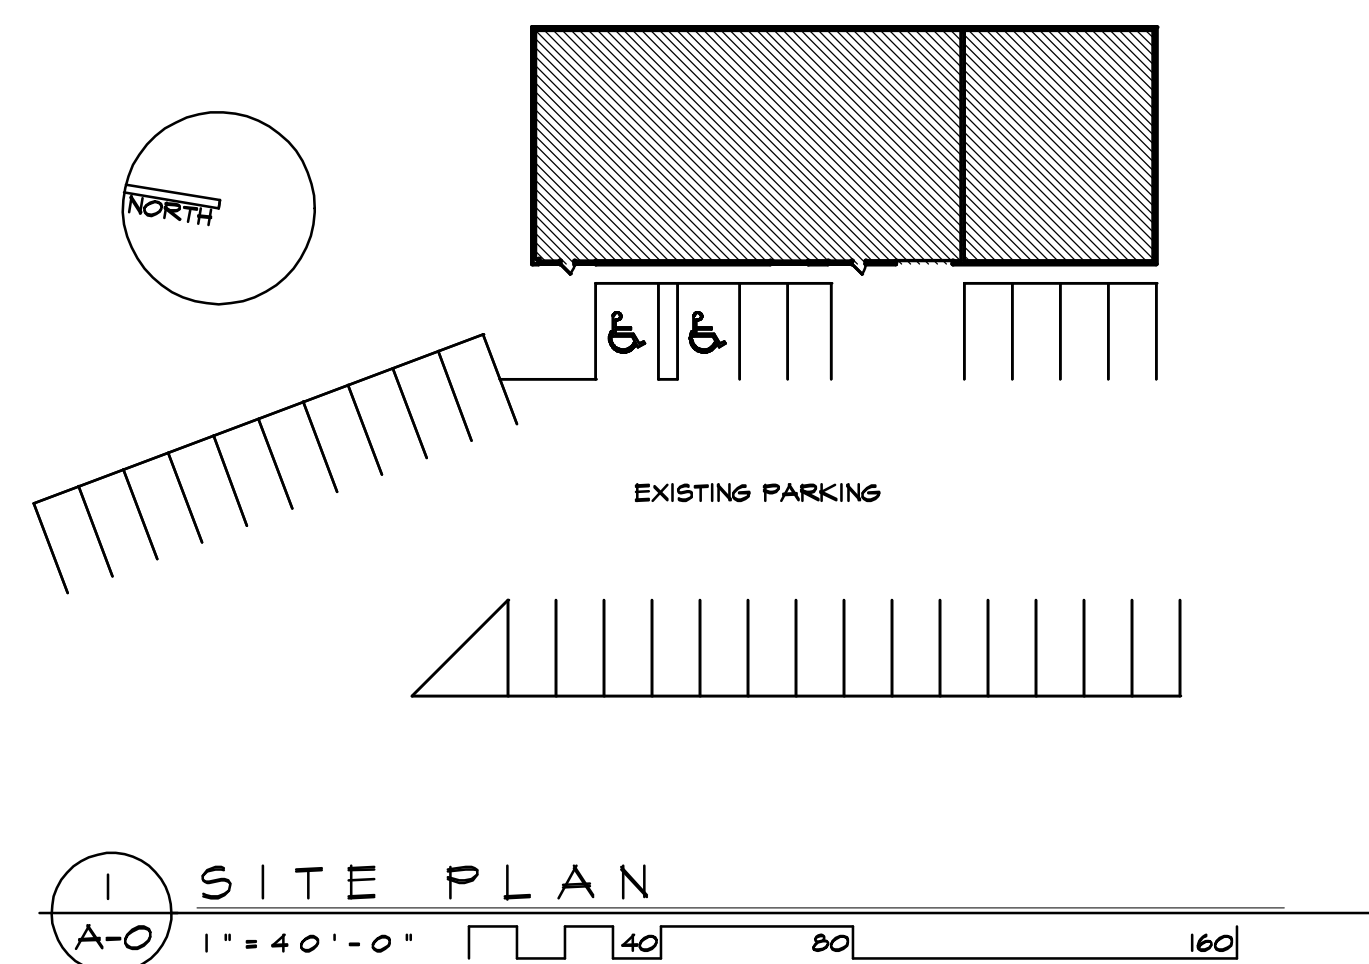 NORTH
EXISTING PARKING
1
SITE PLAN
A-0
1"=40'-0"
40 80 160